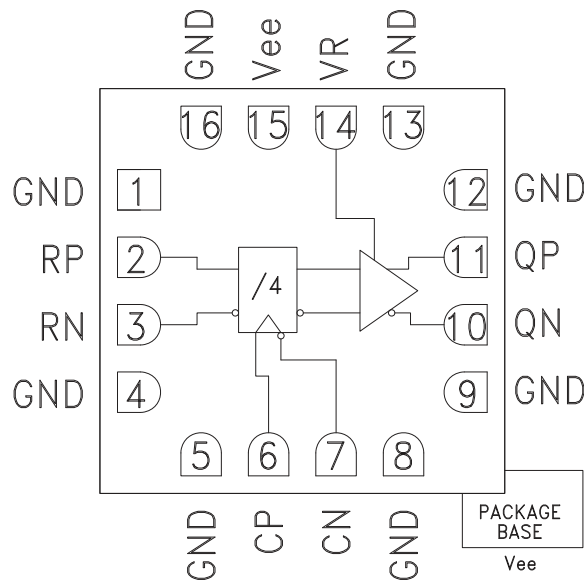 GND Vee VR GND
16 15 14 13
GND 1 12 GND
RP 2 /4 11 QP
RN 3 10 QN
GND 4 9 GND
5 6 7 8
GND CP CN GND
PACKAGE
BASE
Vee